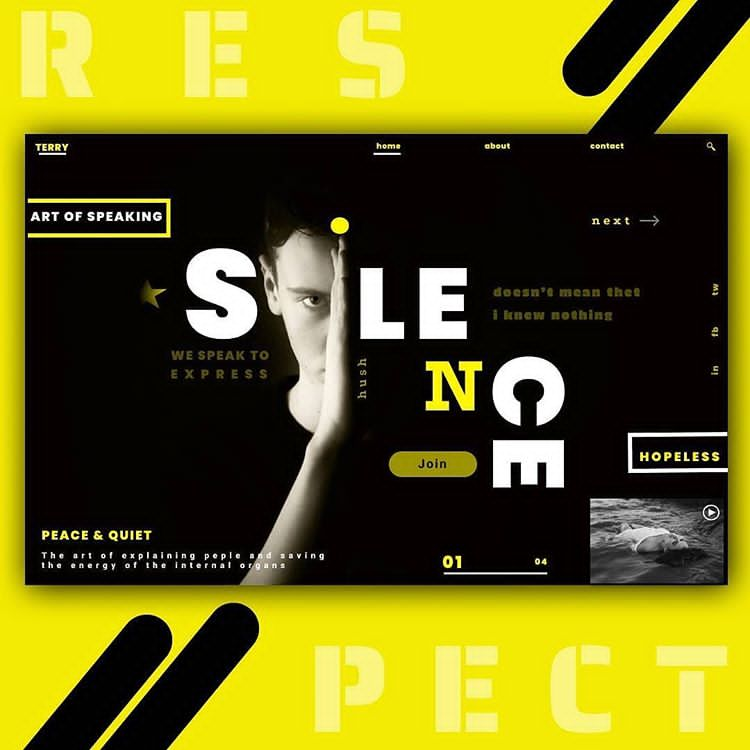 RES
TERRY home about contact
ART OF SPEAKING
next
SiLENCE
doesn't mean thet
i knew nothing
WE SPEAK TO
EXPRESS
hush
tw
fb
in
Join
HOPELESS
PEACE & QUIET
The art of explaining peple and saving
the energy of the internal organs
01 04
PECT